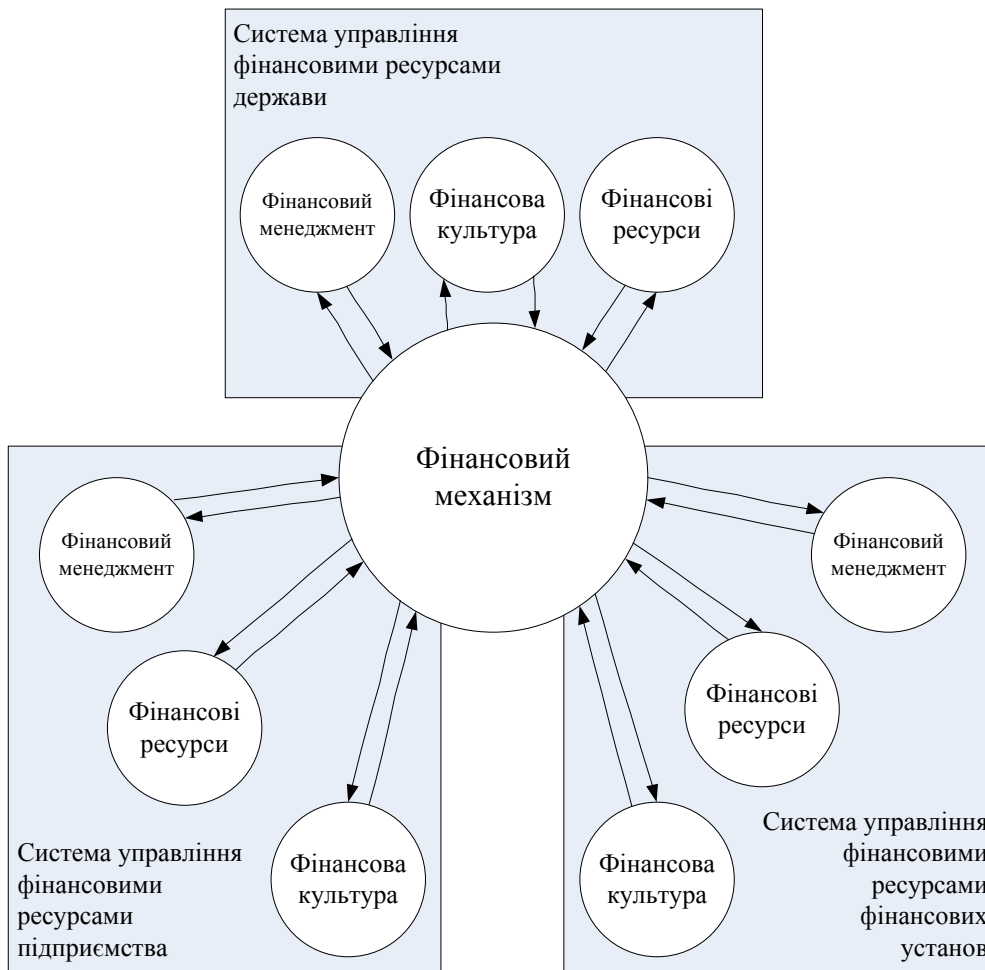 Система управління
фінансовими ресурсами
держави
Фінансовий
менеджмент
Фінансова
культура
Фінансові
ресурси
Фінансовий
механізм
Фінансовий
менеджмент
Фінансові
ресурси
Фінансова
культура
Система управління
фінансовими
ресурсами
підприємства
Фінансовий
менеджмент
Фінансові
ресурси
Фінансова
культура
Система управління
фінансовими
ресурсами
фінансових
установ